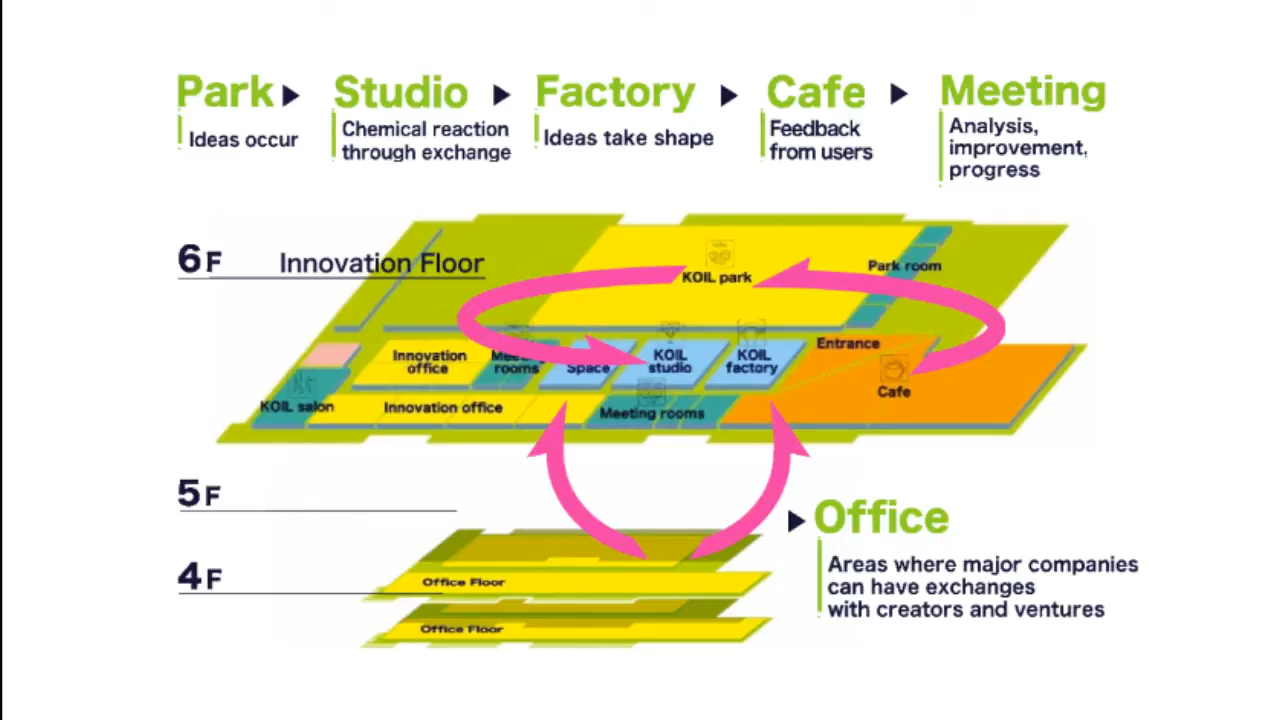 Park
Studio
Factory
Cafe
Meeting
Ideas occur
Chemical reaction
through exchange
Ideas take shape
Feedback
from users
Analysis,
improvement,
progress
6F
Innovation Floor
KOIL park
Park room
Entrance
Innovation
office
Meeting
rooms
Space
KOIL
studio
KOIL
factory
Cafe
KOIL salon
Innovation office
Meeting rooms
5F
4F
Office Floor
Office Floor
Office
Areas where major companies
can have exchanges
with creators and ventures